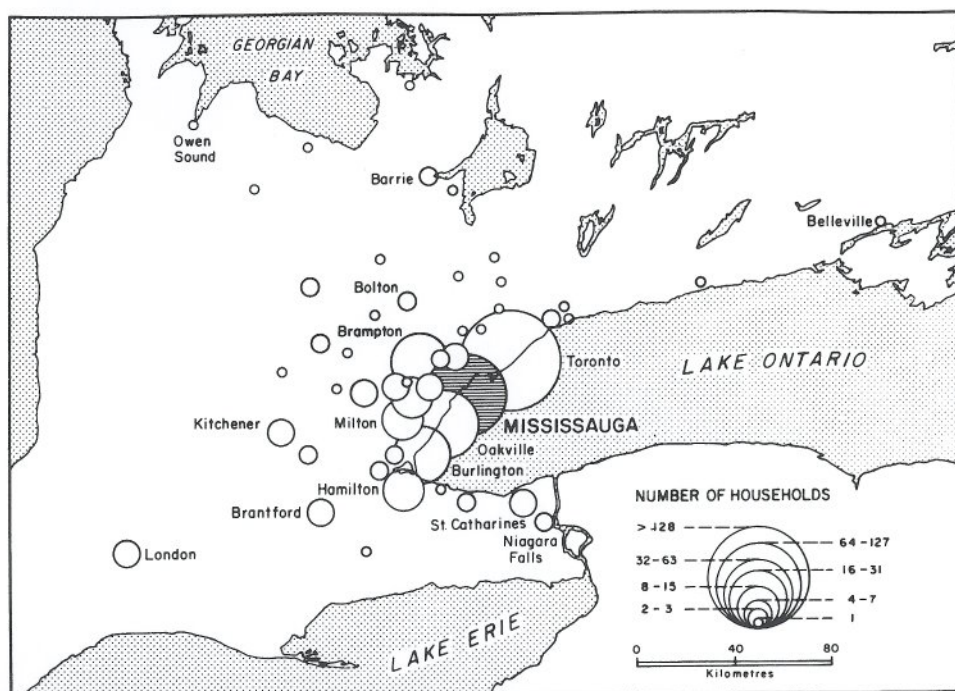 GEORGIAN
BAY
Owen
Sound
Barrie
Belleville
Bolton
Brampton
Toronto
LAKE ONTARIO
Kitchener
Milton
MISSISSAUGA
Oakville
Burlington
Hamilton
Brantford
St. Catharines
Niagara
Falls
London
LAKE ERIE
NUMBER OF HOUSEHOLDS
>128
64-127
32-63
16-31
8-15
4-7
2-3
1
0 40 80
Kilometres